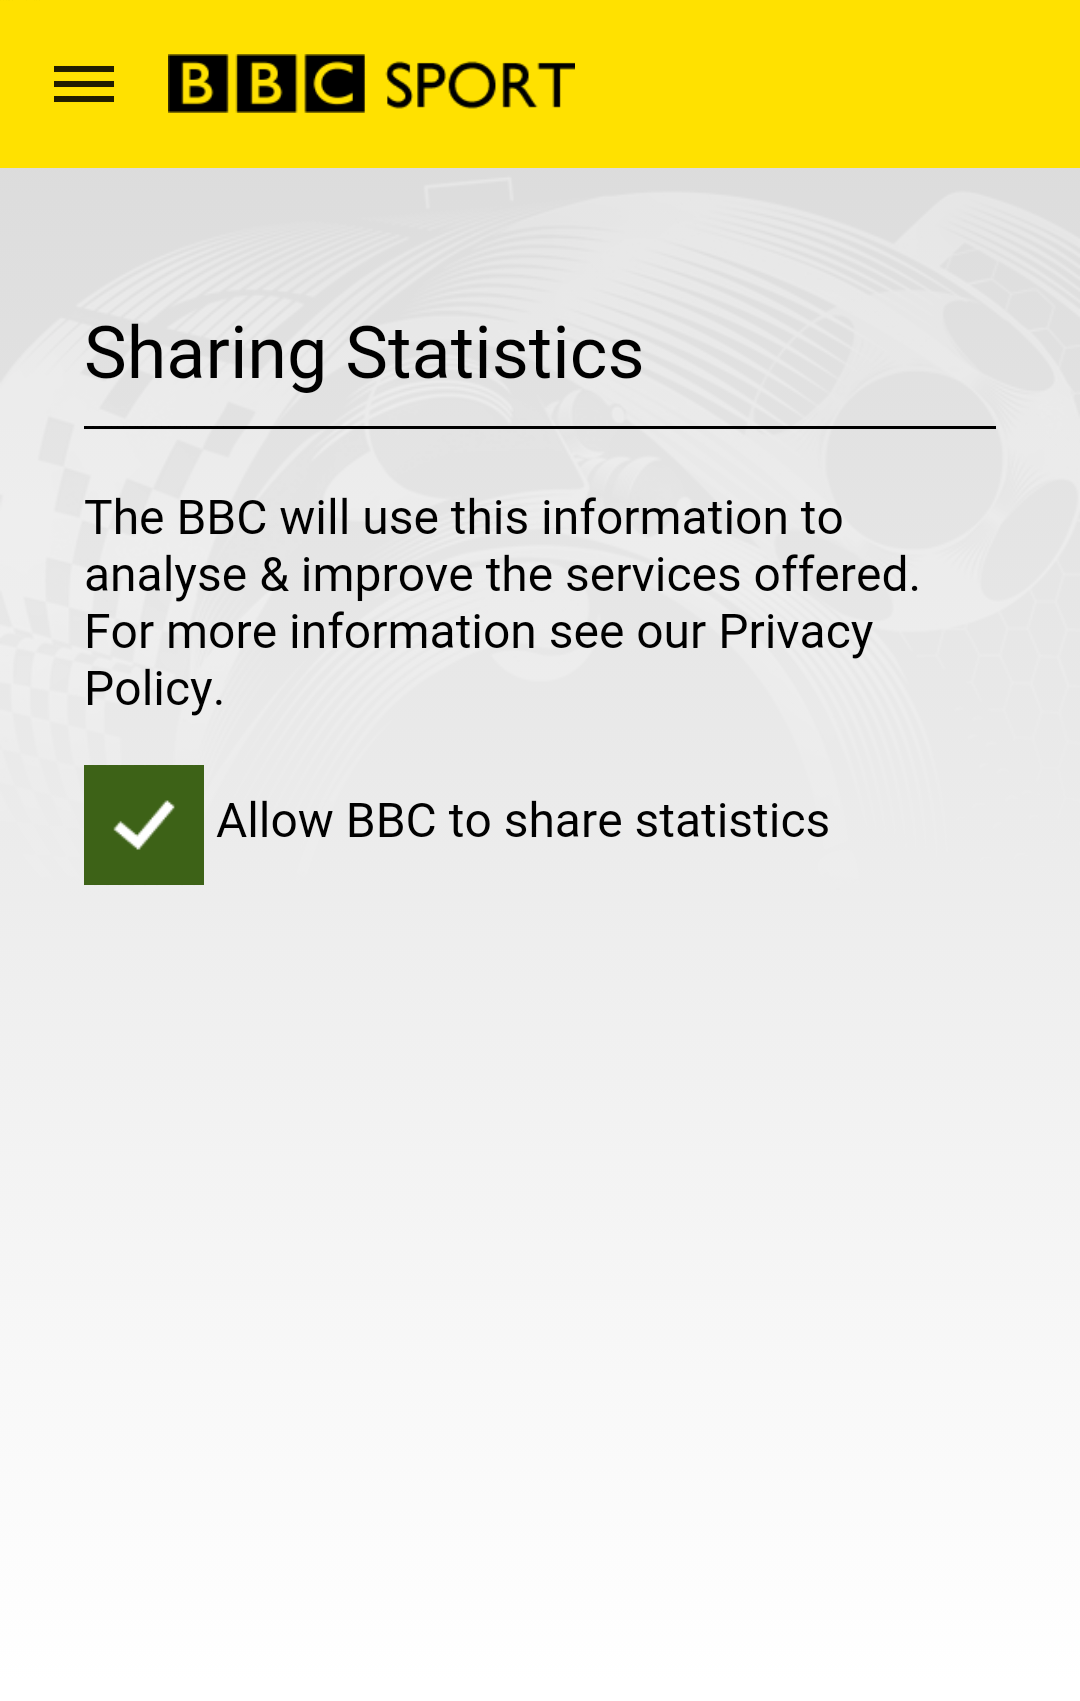 BBC SPORT
Sharing Statistics
The BBC will use this information to
analyse & improve the services offered.
For more information see our Privacy
Policy.
Allow BBC to share statistics